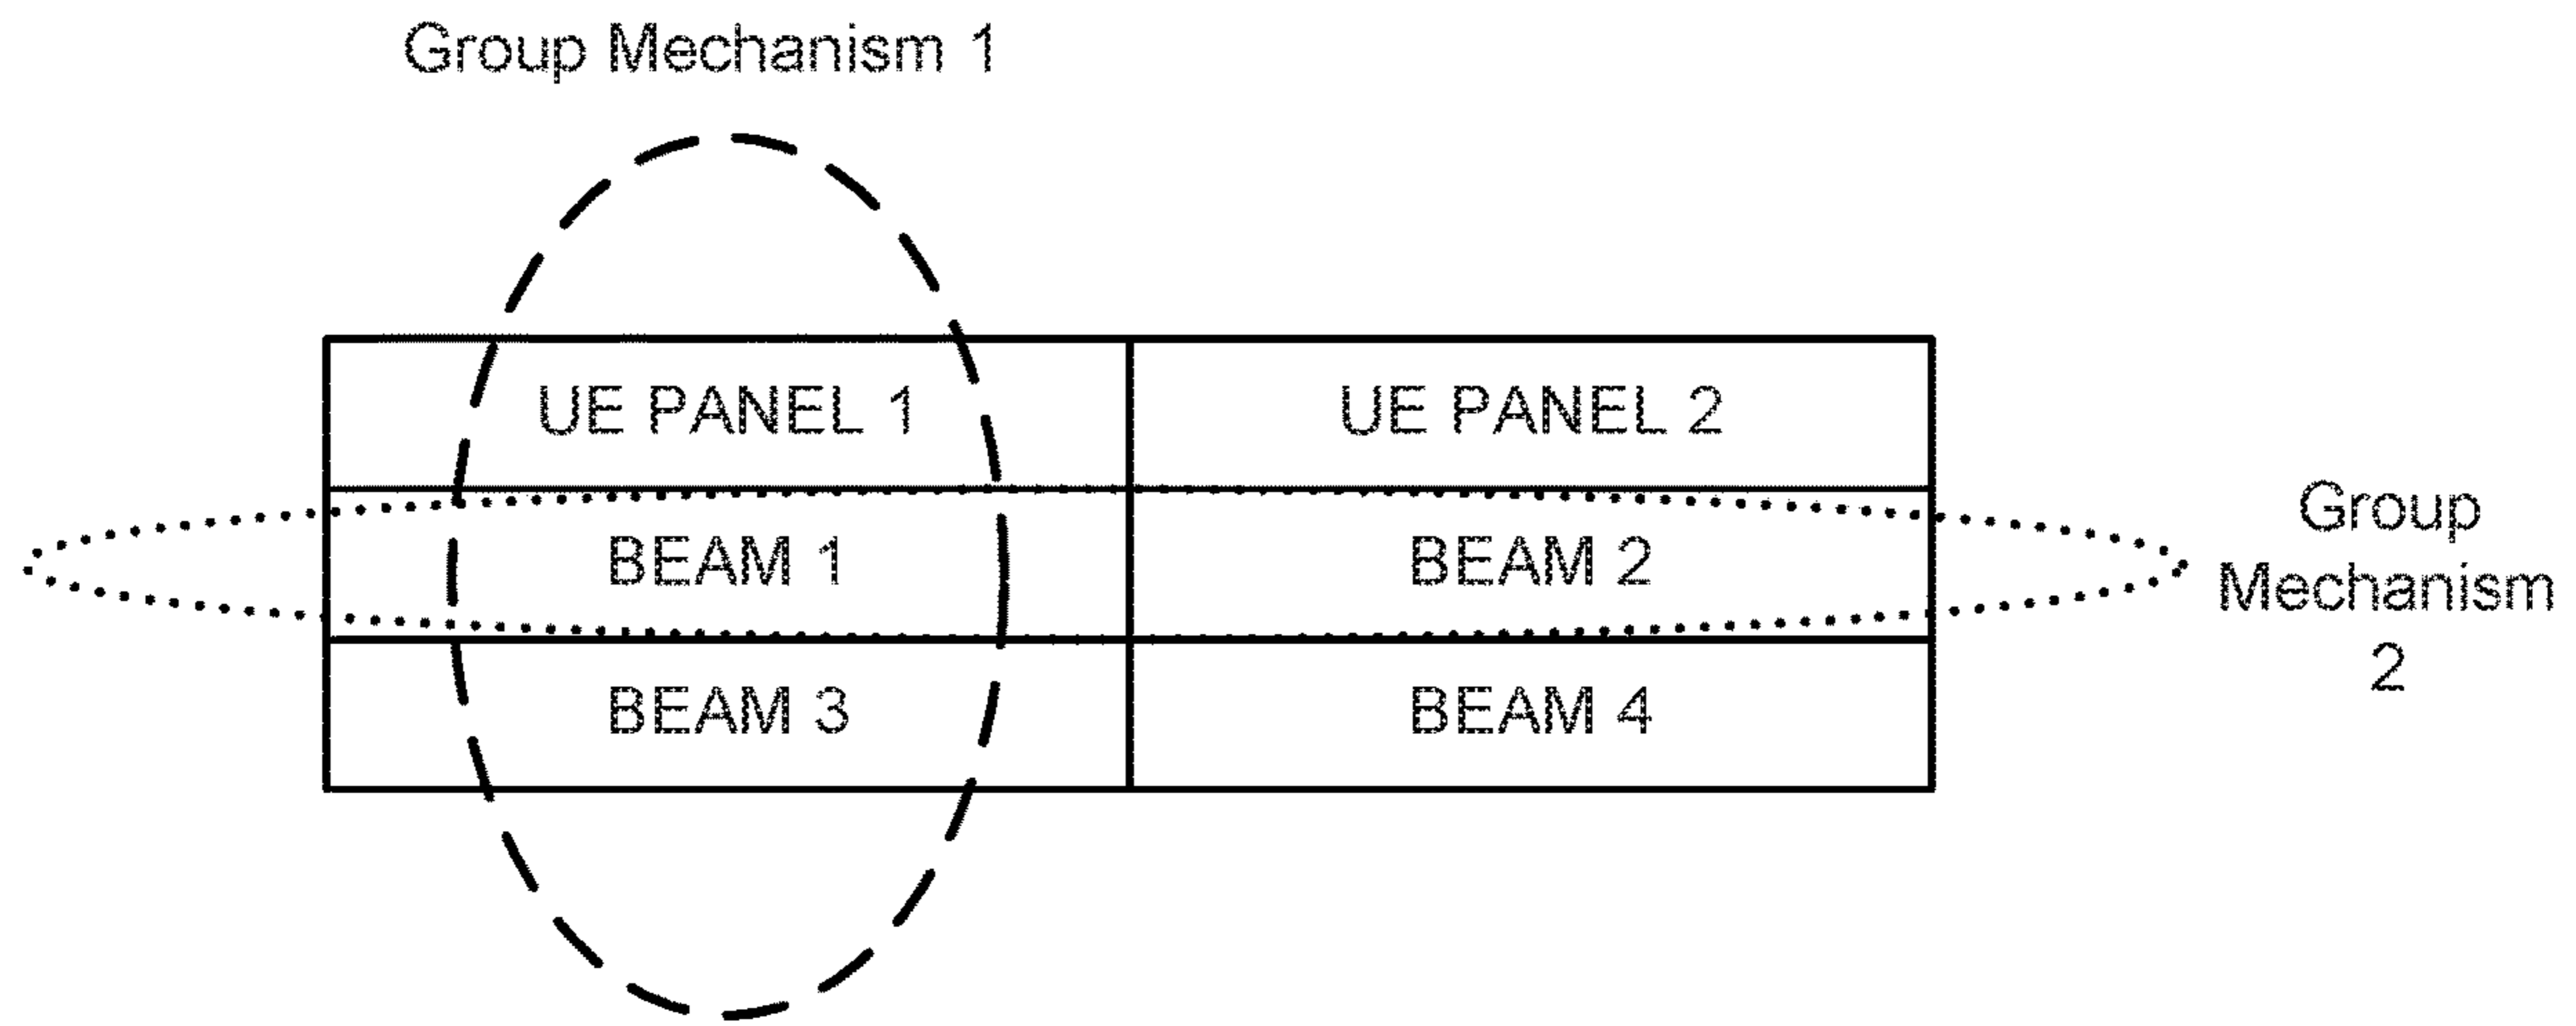 Group Mechanism 1
UE PANEL 1
UE PANEL 2
BEAM 1
BEAM 2
BEAM 3
BEAM 4
Group
Mechanism
2